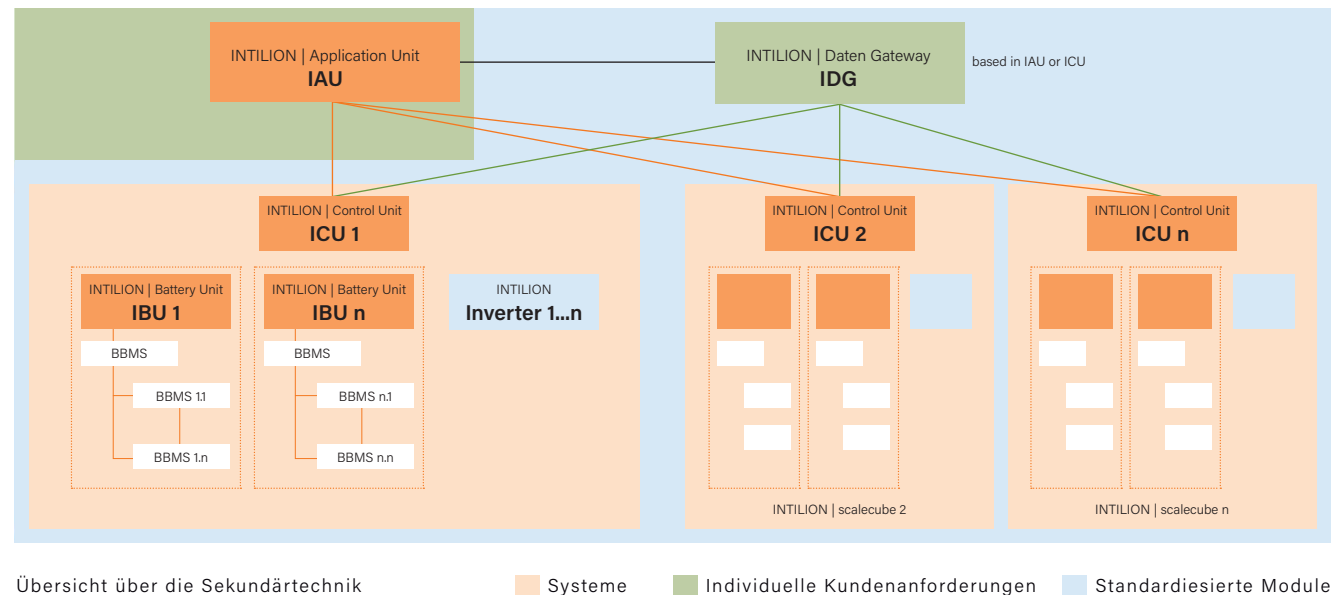 INTILION | Application Unit
IAU
INTILION | Daten Gateway
IDG
based in IAU or ICU
INTILION | Control Unit
ICU 1
INTILION | Control Unit
ICU 2
INTILION | Control Unit
ICU n
INTILION | Battery Unit
IBU 1
INTILION | Battery Unit
IBU n
INTILION
Inverter 1...n
BBMS
BBMS
BBMS 1.1
BBMS n.1
BBMS 1.n
BBMS n.n
INTILION | scalecube 2
INTILION | scalecube n
Übersicht über die Sekundärtechnik
Systeme
Individuelle Kundenanforderungen
Standardiesierte Module